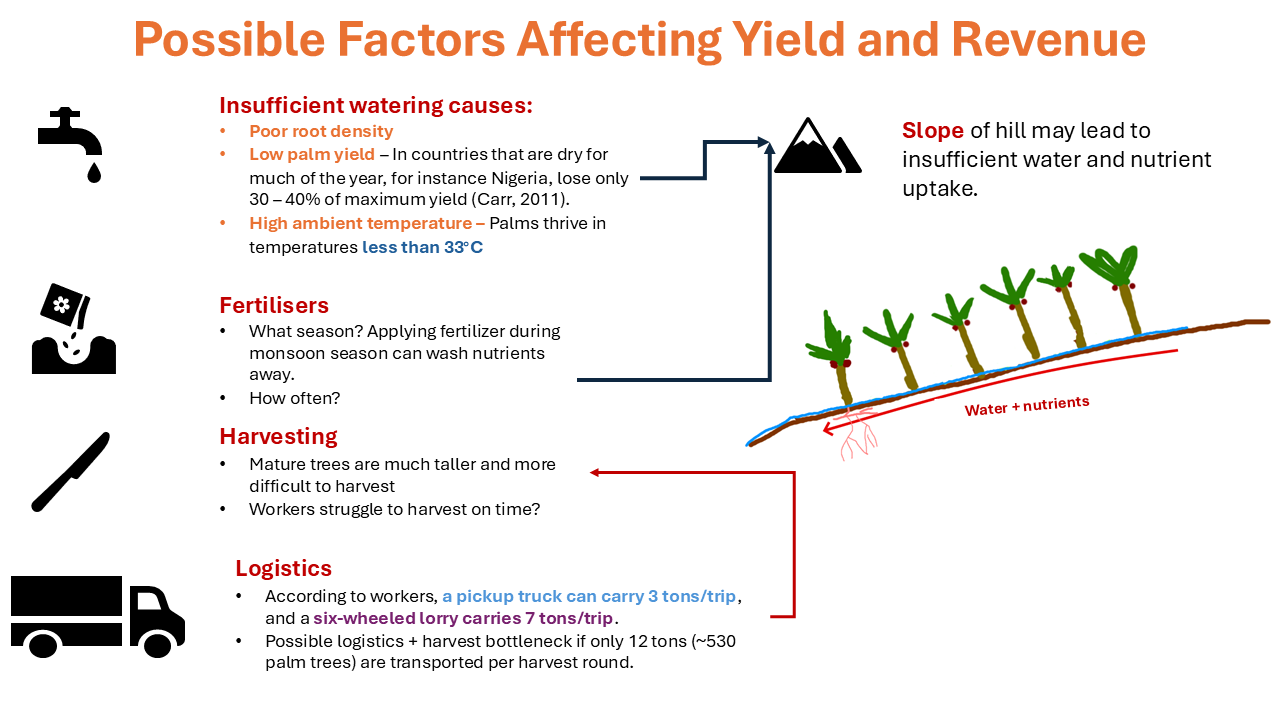 Possible Factors Affecting Yield and Revenue
Insufficient watering causes:
• Poor root density
• Low palm yield – In countries that are dry for
much of the year, for instance Nigeria, lose only
30 – 40% of maximum yield (Carr, 2011).
• High ambient temperature – Palms thrive in
temperatures less than 33°C
Fertilisers
• What season? Applying fertilizer during
monsoon season can wash nutrients
away.
• How often?
Harvesting
• Mature trees are much taller and more
difficult to harvest
• Workers struggle to harvest on time?
Logistics
• According to workers, a pickup truck can carry 3 tons/trip,
and a six-wheeled lorry carries 7 tons/trip.
• Possible logistics + harvest bottleneck if only 12 tons (~530
palm trees) are transported per harvest round.
Slope of hill may lead to
insufficient water and nutrient
uptake.
Water + nutrients